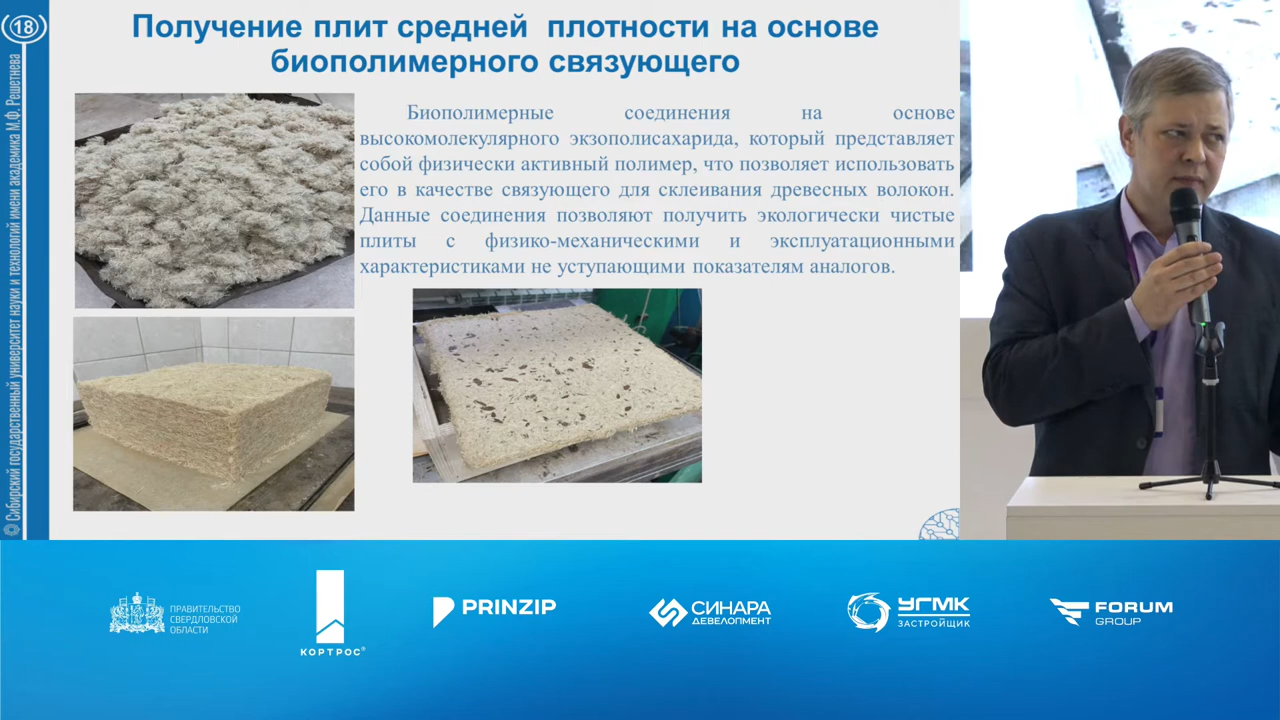 18
Сибирский государственный университет науки и технологий имени академика М.Ф. Решетнева
Получение плит средней плотности на основе
биополимерного связующего
Биополимерные соединения на основе
высокомолекулярного экзополисахарида, который представляет
собой физически активный полимер, что позволяет использовать
его в качестве связующего для склеивания древесных волокон.
Данные соединения позволяют получить экологически чистые
плиты с физико-механическими и эксплуатационными
характеристиками не уступающими показателям аналогов.
ПРАВИТЕЛЬСТВО
СВЕРДЛОВСКОЙ
ОБЛАСТИ
КОРТРОС®
PRINZIP
СИНАРА
ДЕВЕЛОПМЕНТ
УГМК
ЗАСТРОЙЩИК
FORUM
GROUP